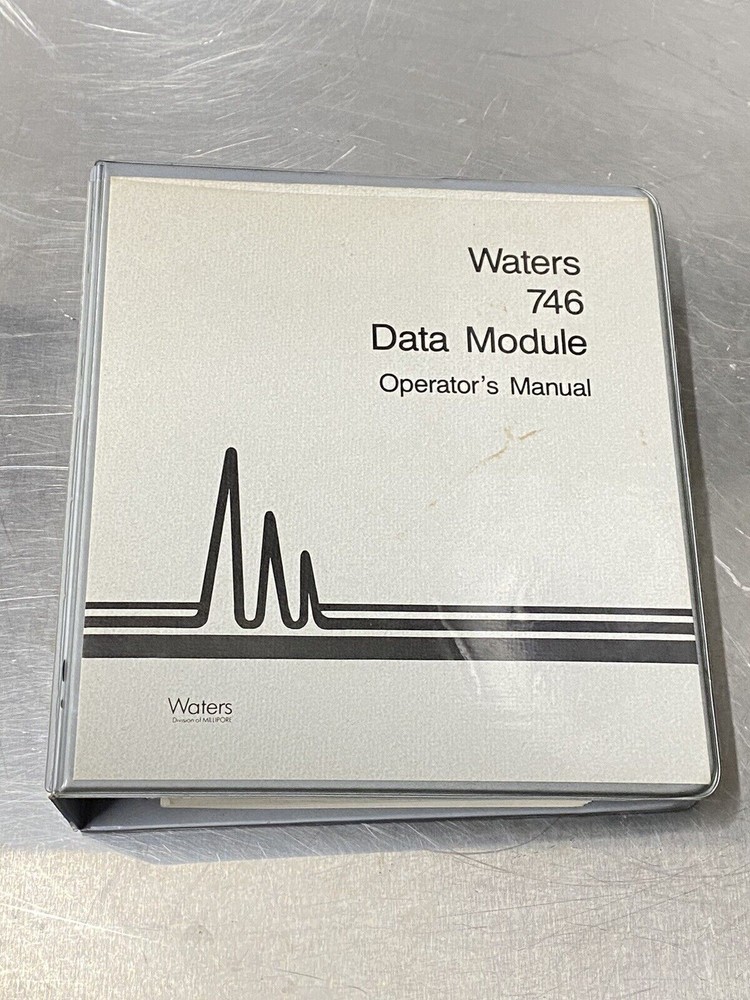 Waters
746
Data Module
Operator's Manual
Waters
Division of MILLIPORE